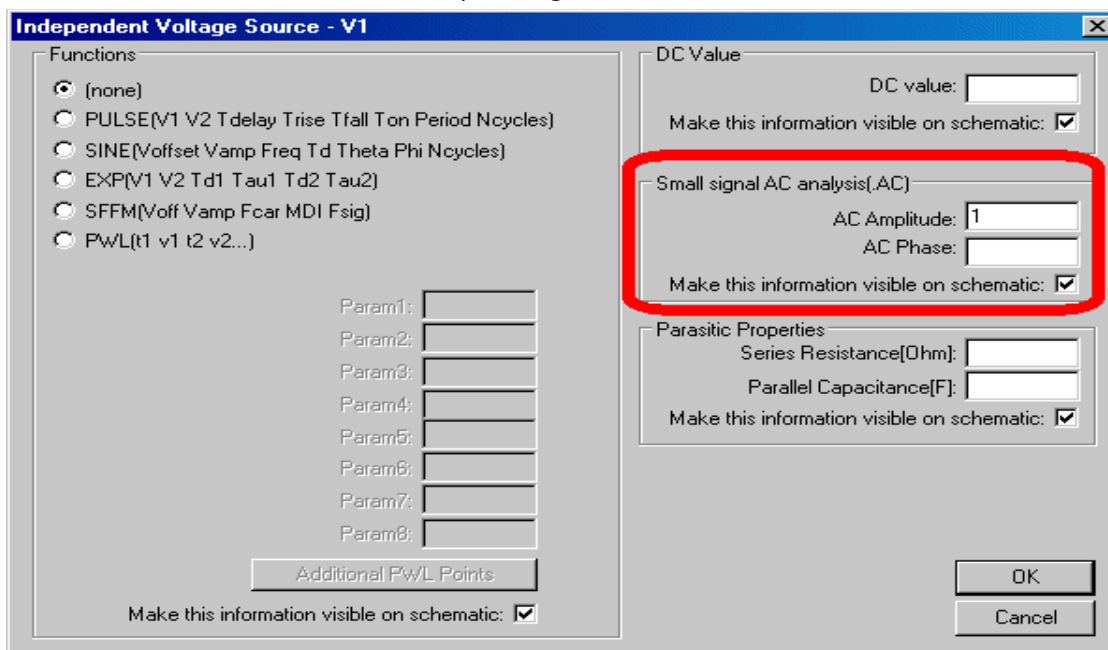 Independent Voltage Source - V1
Functions
(none)
PULSE(V1 V2 Tdelay Trise Tfall Ton Period Ncycles)
SINE(Voffset Vamp Freq Td Theta Phi Ncycles)
EXP(V1 V2 Td1 Tau1 Td2 Tau2)
SFFM(Voff Vamp Fcar MDI Fsig)
PWL(t1 v1 t2 v2...)
Param1:
Param2:
Param3:
Param4:
Param5:
Param6:
Param7:
Param8:
Additional PWL Points
Make this information visible on schematic:
DC Value
DC value:
Make this information visible on schematic:
Small signal AC analysis(.AC)
AC Amplitude: 1
AC Phase:
Make this information visible on schematic:
Parasitic Properties
Series Resistance[Ohm]:
Parallel Capacitance[F]:
Make this information visible on schematic:
OK
Cancel